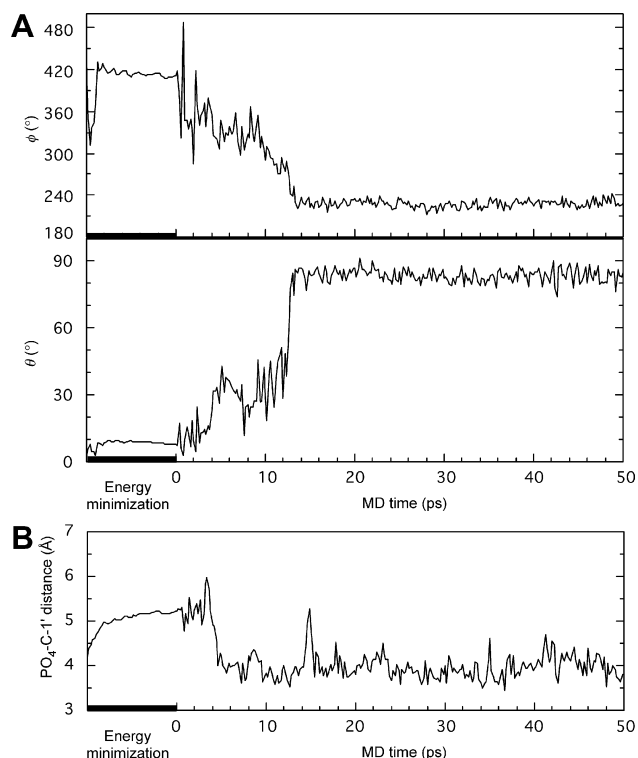 A
480
420
360
300
240
180
ϕ (°)
90
60
30
0
θ (°)
0 10 20 30 40 50
Energy
minimization
MD time (ps)
B
7
6
5
4
3
PO4-C-1' distance (Å)
0 10 20 30 40 50
Energy
minimization
MD time (ps)